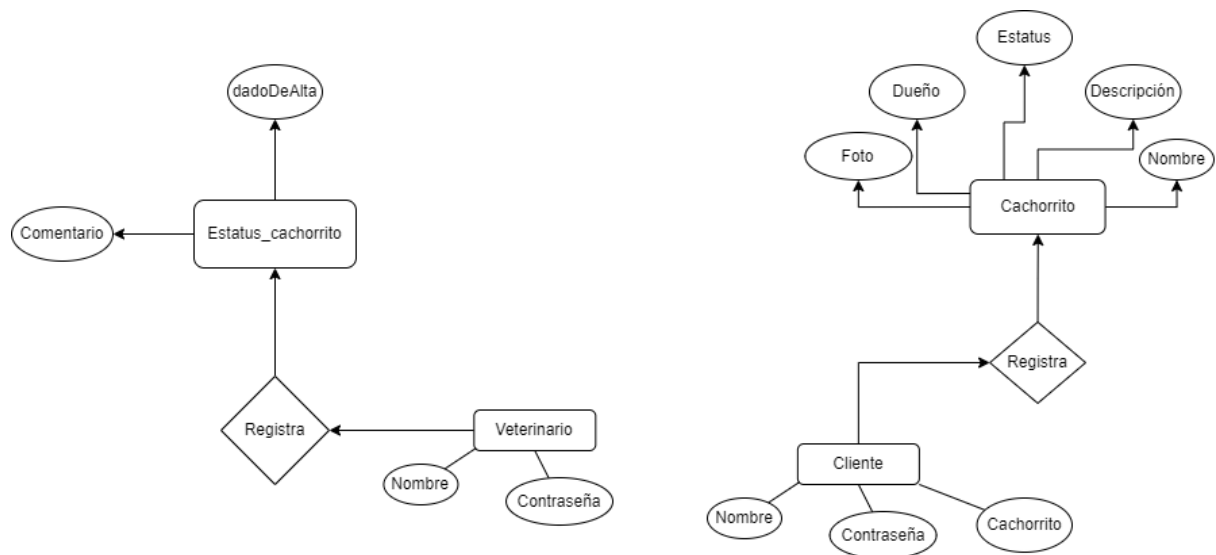 dadoDeAlta
Comentario
Estatus_cachorrito
Registra
Veterinario
Nombre
Contraseña
Estatus
Dueño
Descripción
Foto
Nombre
Cachorrito
Registra
Cliente
Nombre
Contraseña
Cachorrito